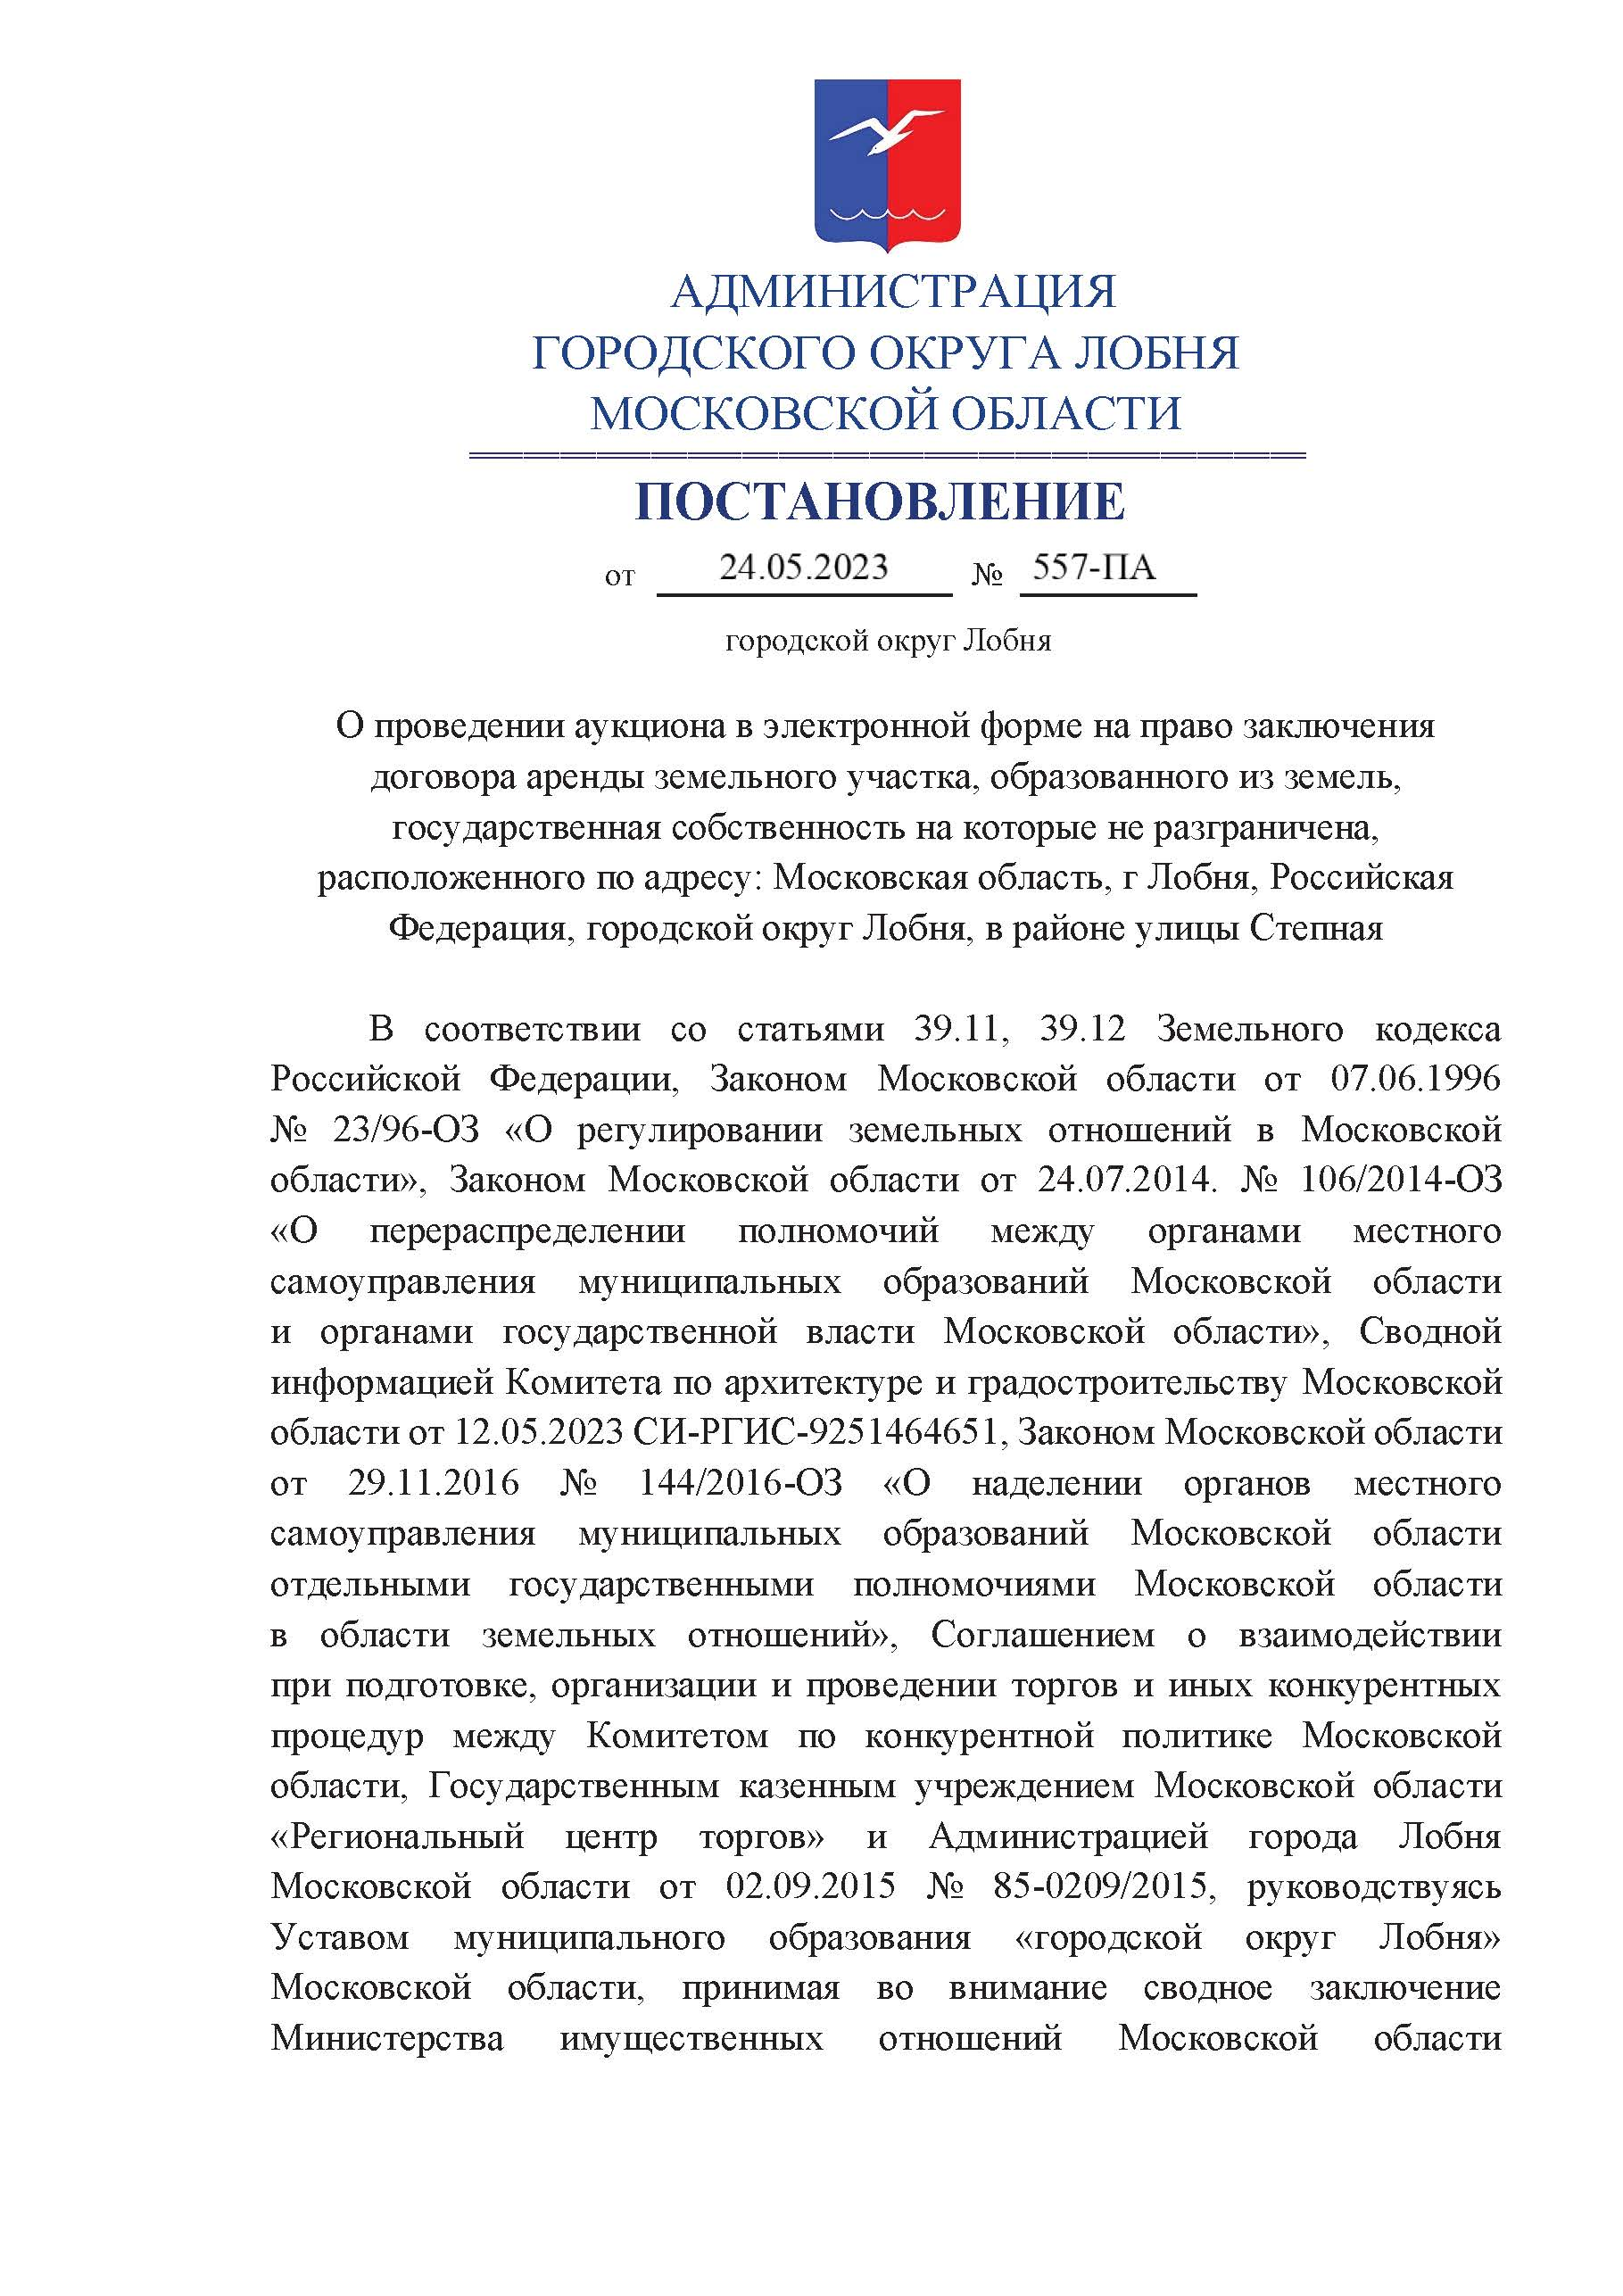 АДМИНИСТРАЦИЯ
ГОРОДСКОГО ОКРУГА ЛОБНЯ
МОСКОВСКОЙ ОБЛАСТИ
ПОСТАНОВЛЕНИЕ
от 24.05.2023 № 557-ПА
городской округ Лобня
О проведении аукциона в электронной форме на право заключения
договора аренды земельного участка, образованного из земель,
государственная собственность на которые не разграничена,
расположенного по адресу: Московская область, г Лобня, Российская
Федерация, городской округ Лобня, в районе улицы Степная
В соответствии со статьями 39.11, 39.12 Земельного кодекса
Российской Федерации, Законом Московской области от 07.06.1996
№ 23/96-ОЗ «О регулировании земельных отношений в Московской
области», Законом Московской области от 24.07.2014. № 106/2014-ОЗ
«О перераспределении полномочий между органами местного
самоуправления муниципальных образований Московской области
и органами государственной власти Московской области», Сводной
информацией Комитета по архитектуре и градостроительству Московской
области от 12.05.2023 СИ-РГИС-9251464651, Законом Московской области
от 29.11.2016 № 144/2016-ОЗ «О наделении органов местного
самоуправления муниципальных образований Московской области
отдельными государственными полномочиями Московской области
в области земельных отношений», Соглашением о взаимодействии
при подготовке, организации и проведении торгов и иных конкурентных
процедур между Комитетом по конкурентной политике Московской
области, Государственным казенным учреждением Московской области
«Региональный центр торгов» и Администрацией города Лобня
Московской области от 02.09.2015 № 85-0209/2015, руководствуясь
Уставом муниципального образования «городской округ Лобня»
Московской области, принимая во внимание сводное заключение
Министерства имущественных отношений Московской области